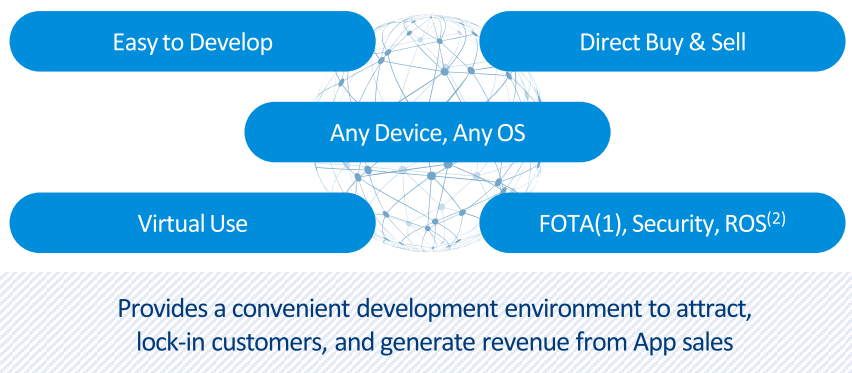 Easy to Develop
Direct Buy & Sell
Any Device, Any OS
Virtual Use
FOTA(1), Security, ROS(2)
Provides a convenient development environment to attract,
lock-in customers, and generate revenue from App sales